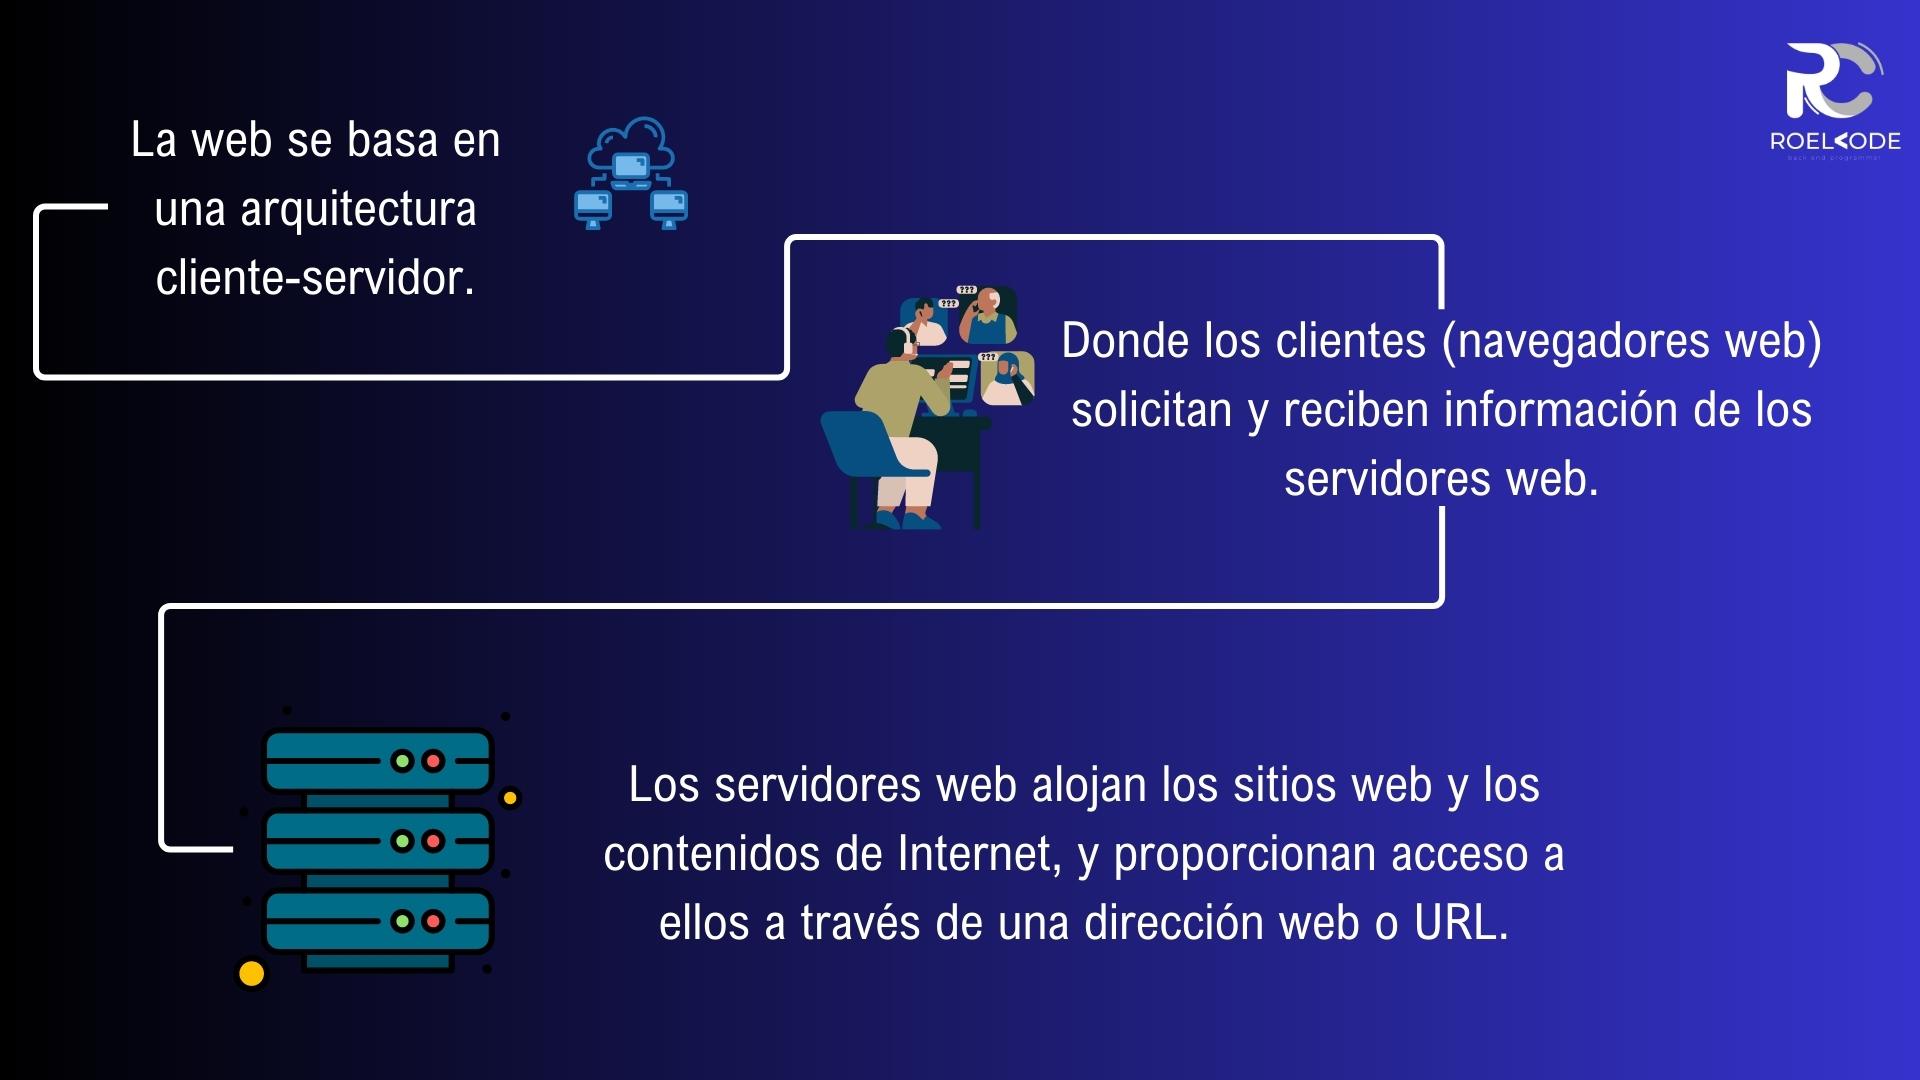 ROELCODE
back end programmer
La web se basa en
una arquitectura
cliente-servidor.
???
???
???
Donde los clientes (navegadores web)
solicitan y reciben información de los
servidores web.
Los servidores web alojan los sitios web y los
contenidos de Internet, y proporcionan acceso a
ellos a través de una dirección web o URL.